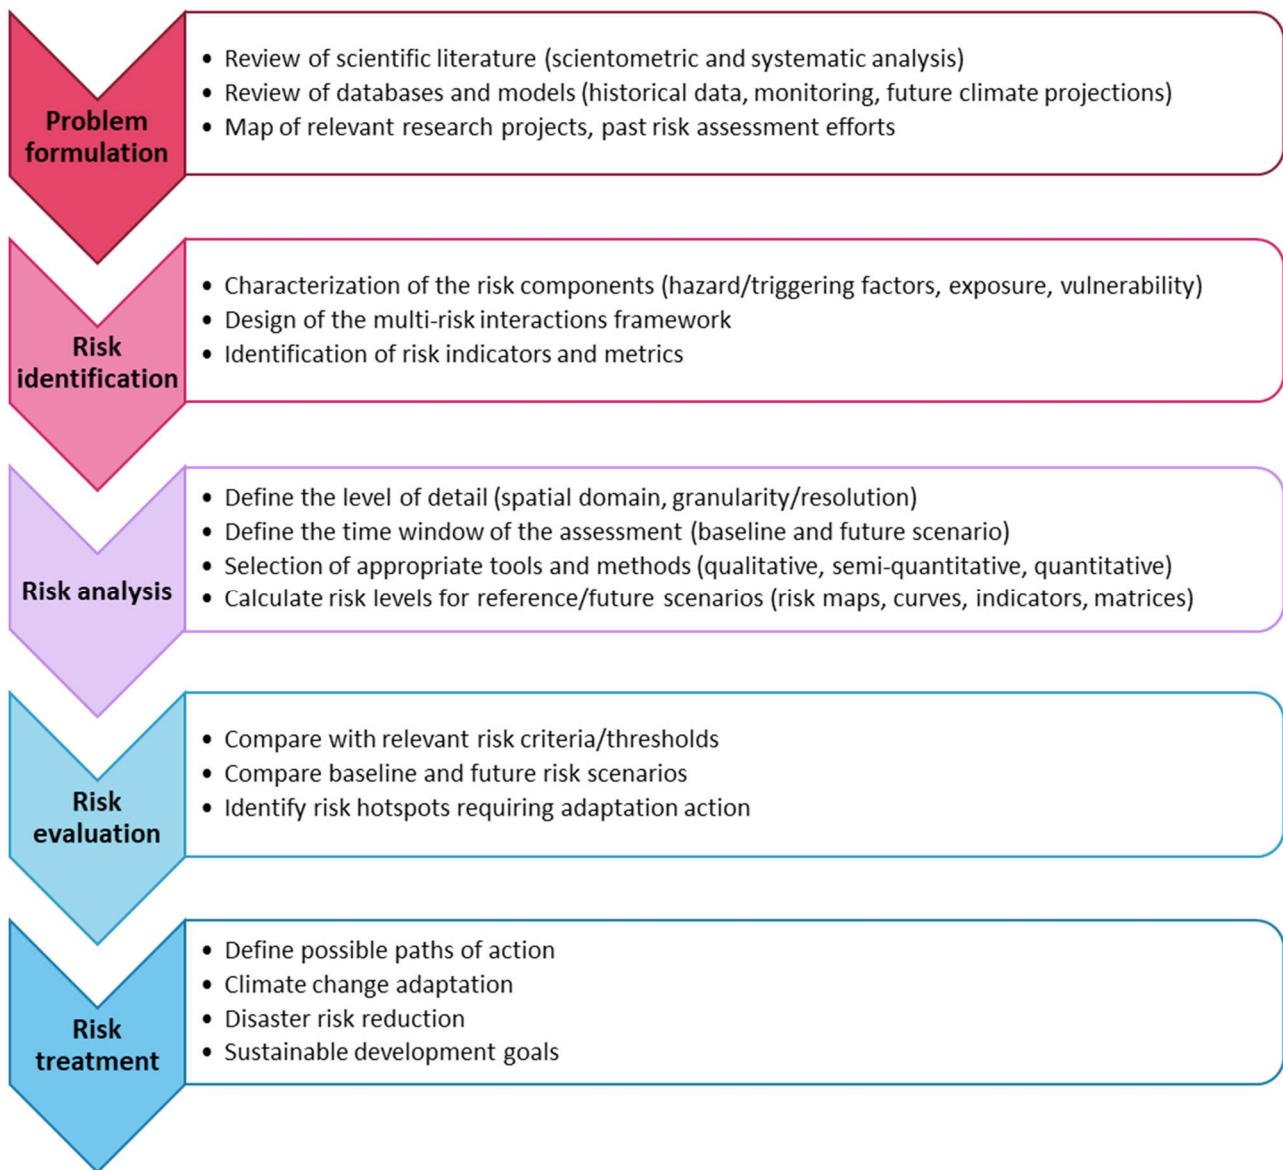 Problem
formulation
• Review of scientific literature (scientometric and systematic analysis)
• Review of databases and models (historical data, monitoring, future climate projections)
• Map of relevant research projects, past risk assessment efforts
Risk
identification
• Characterization of the risk components (hazard/triggering factors, exposure, vulnerability)
• Design of the multi-risk interactions framework
• Identification of risk indicators and metrics
Risk analysis
• Define the level of detail (spatial domain, granularity/resolution)
• Define the time window of the assessment (baseline and future scenario)
• Selection of appropriate tools and methods (qualitative, semi-quantitative, quantitative)
• Calculate risk levels for reference/future scenarios (risk maps, curves, indicators, matrices)
Risk
evaluation
• Compare with relevant risk criteria/thresholds
• Compare baseline and future risk scenarios
• Identify risk hotspots requiring adaptation action
Risk
treatment
• Define possible paths of action
• Climate change adaptation
• Disaster risk reduction
• Sustainable development goals